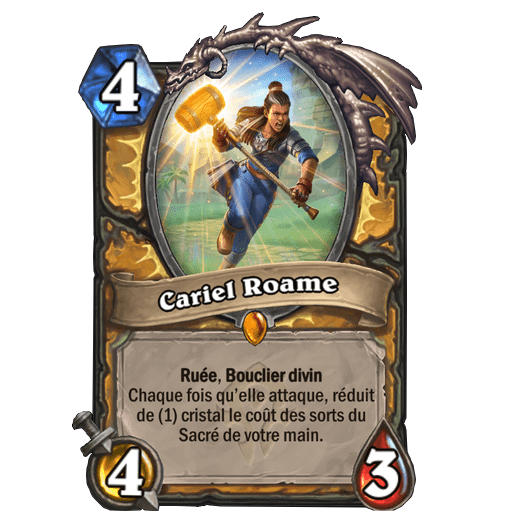 4
Cariel Roame
Ruée, Bouclier divin
Chaque fois qu'elle attaque, réduit
de (1) cristal le coût des sorts du
Sacré de votre main.
4
3